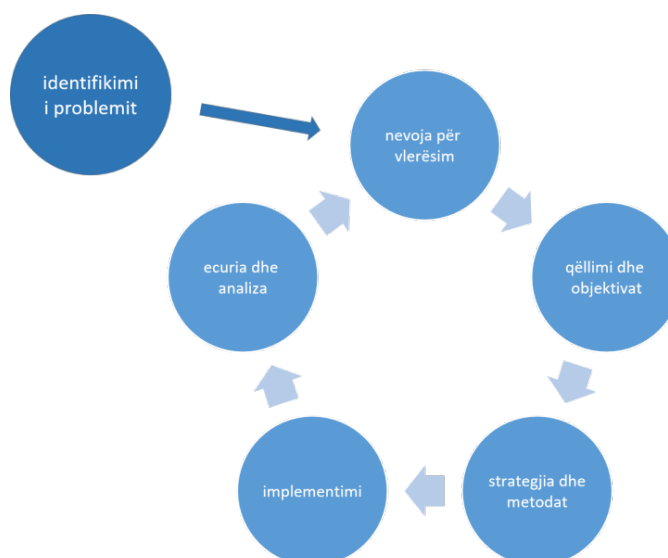 identifikimi
i problemit
nevoja për
vlerësim
qëllimi dhe
objektivat
strategjia dhe
metodat
implementimi
ecuria dhe
analiza